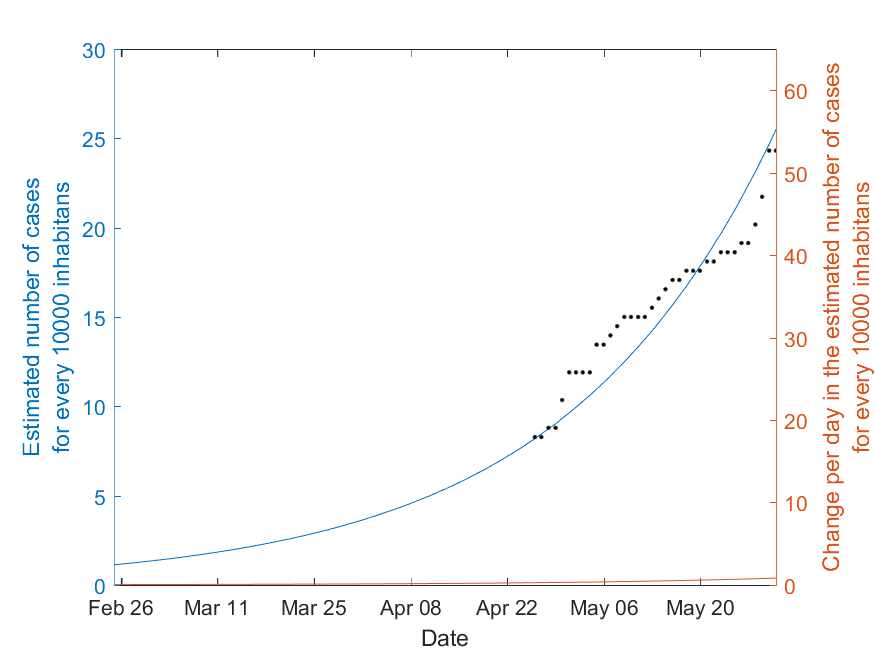 Estimated number of cases
for every 10000 inhabitans
30
25
20
15
10
5
0
Feb 26 Mar 11 Mar 25 Apr 08 Apr 22 May 06 May 20
Date
60
50
40
30
20
10
0
Change per day in the estimated number of cases
for every 10000 inhabitans